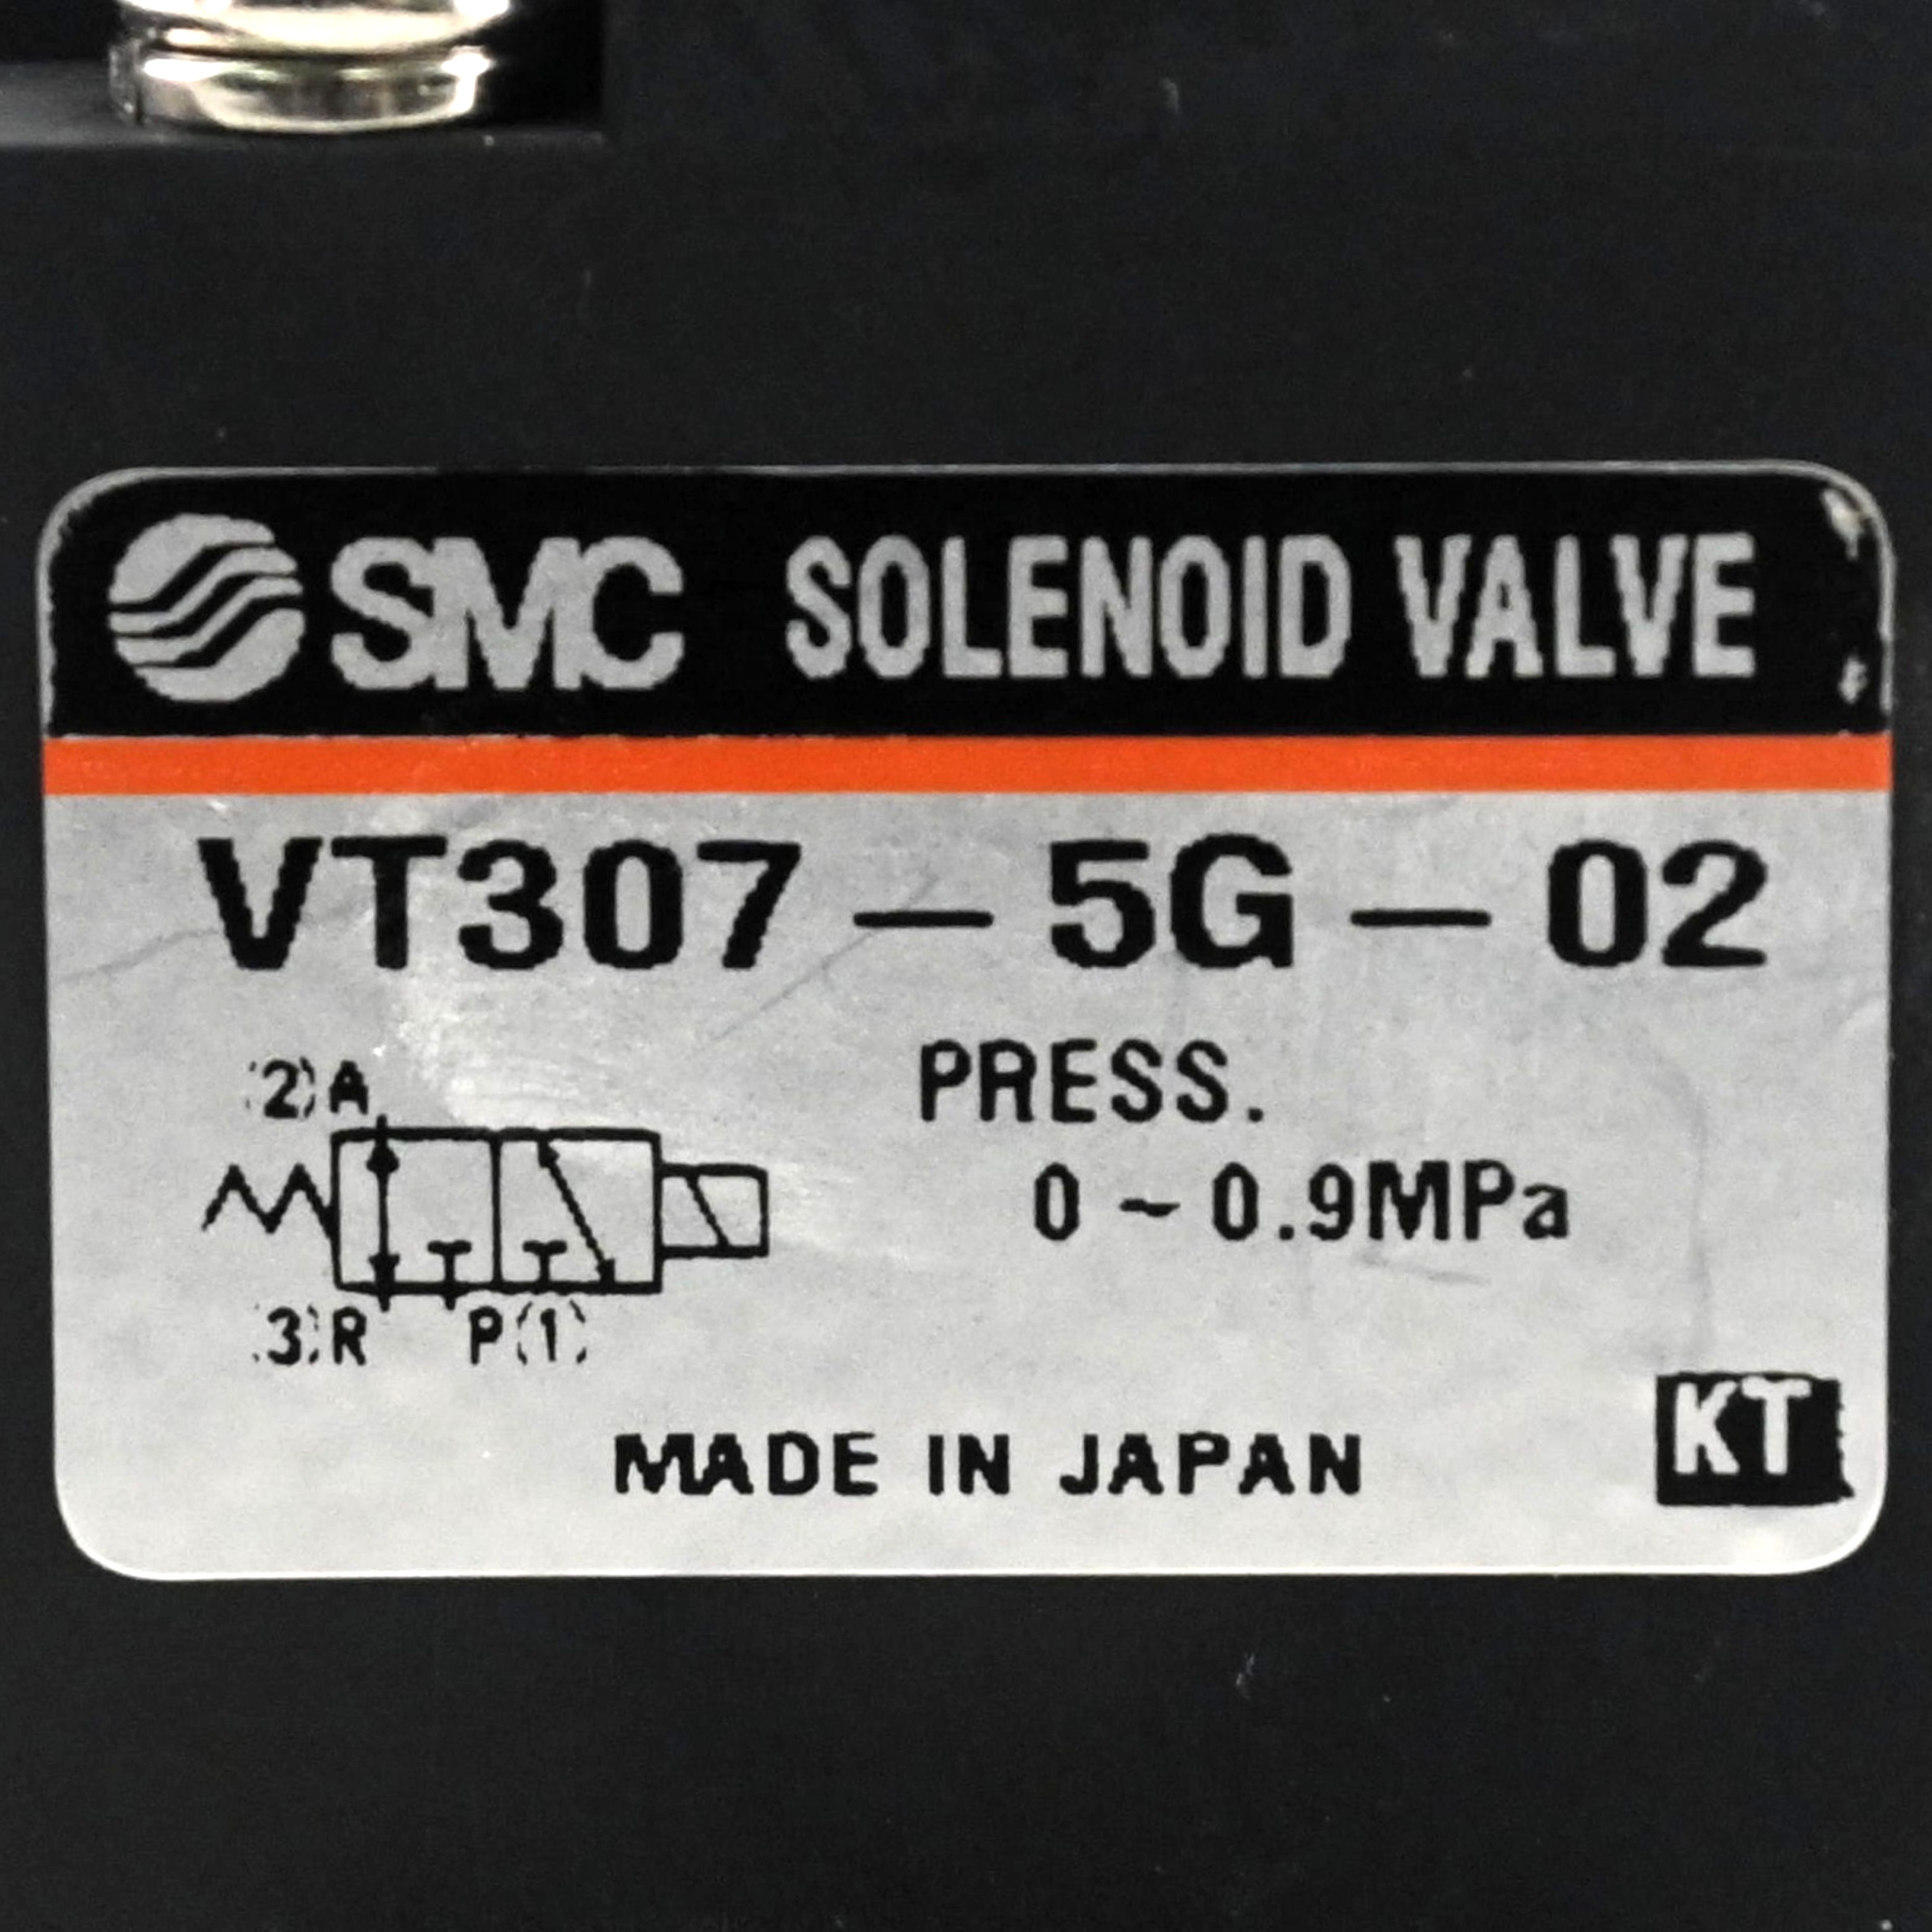 SMC SOLENOID VALVE
VT307-5G-02
(2)A
PRESS.
0~0.9MPa
(3)R P(1)
KT
MADE IN JAPAN